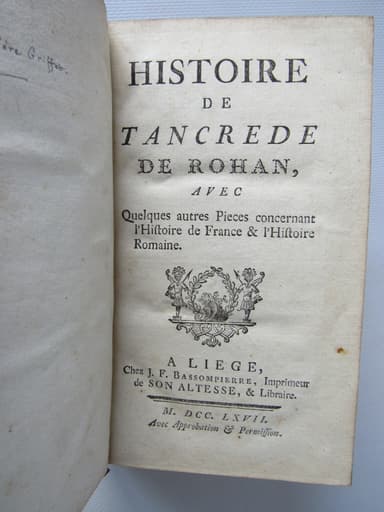 Griffet.
HISTOIRE
DE
TANCREDE
DE ROHAN,
AVEC
Quelques autres Pieces concernant
l'Hiſtoire de France & l'Hiſtoire
Romaine.
A LIEGE,
Chez J. F. BASSOMPIERRE, Imprimeur
de SON ALTESSE, & Libraire.
M. DCC. LXVII.
Avec Approbation & Permiſſion.